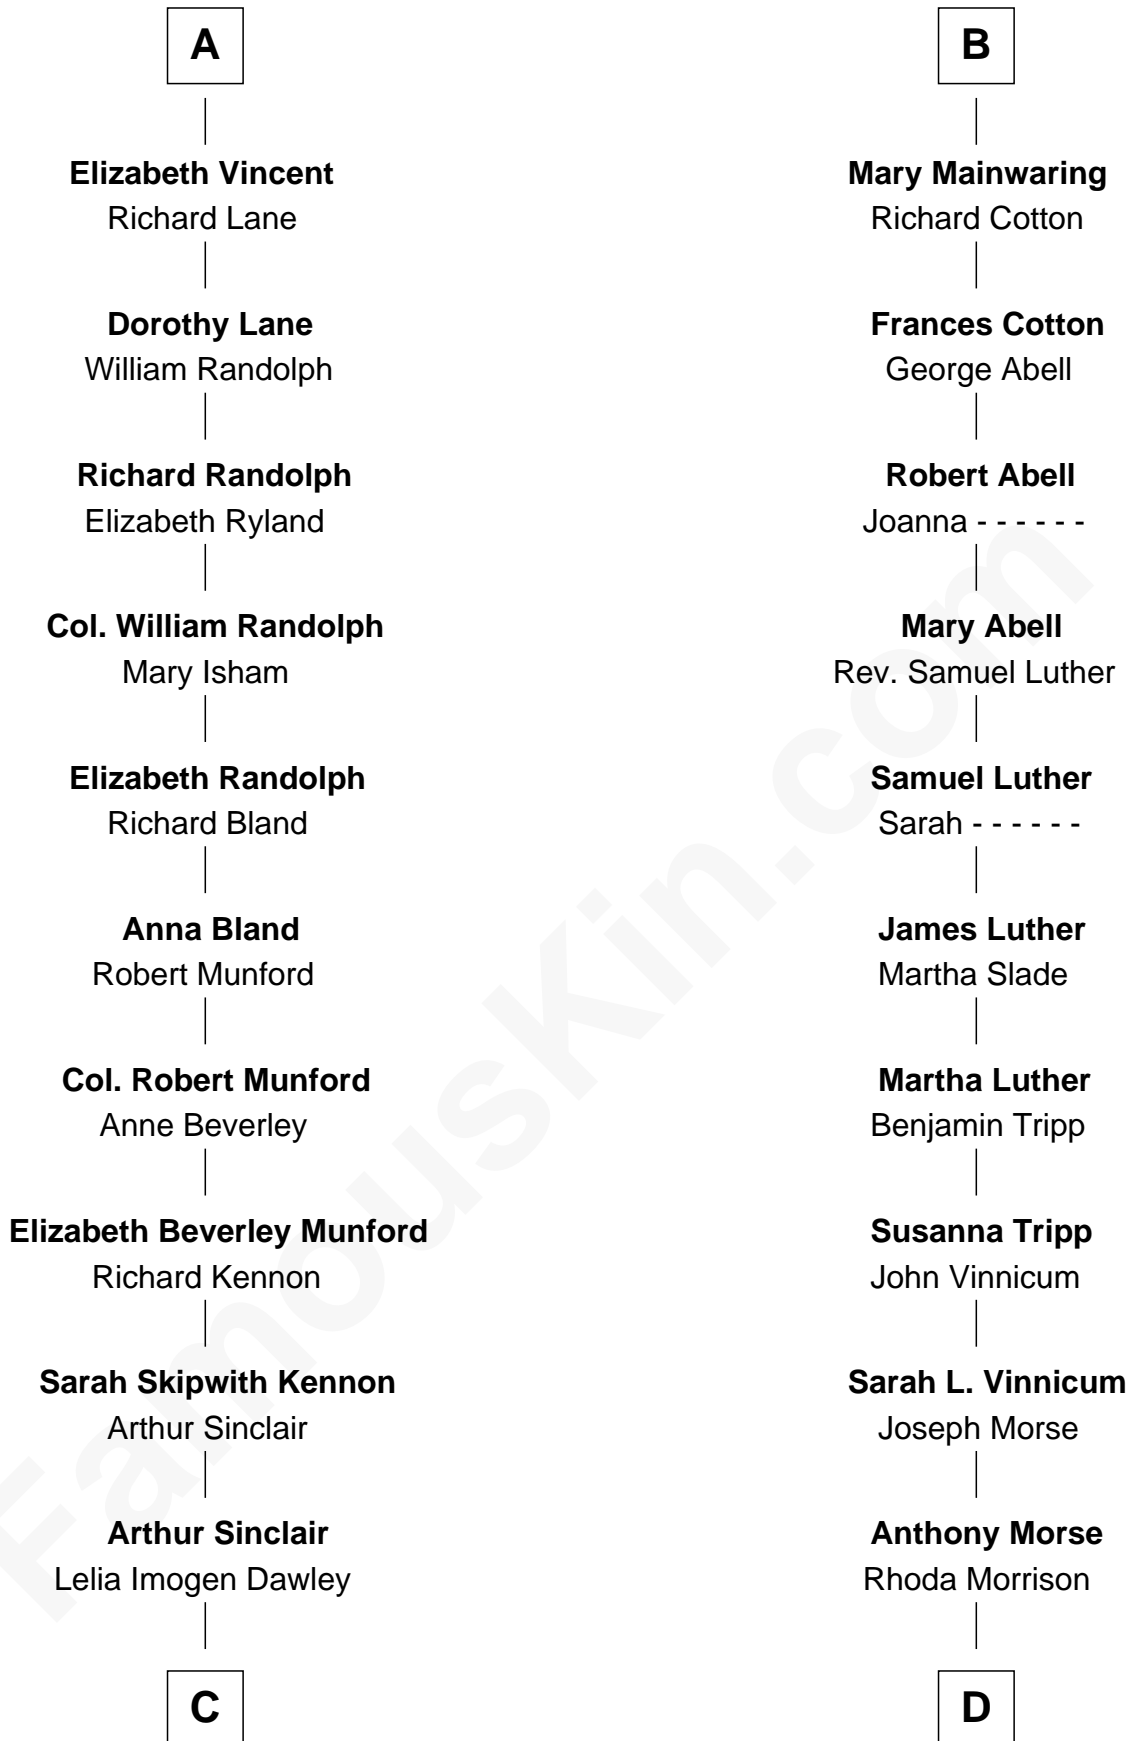 A
Elizabeth Vincent
Richard Lane
Dorothy Lane
William Randolph
Richard Randolph
Elizabeth Ryland
Col. William Randolph
Mary Isham
Elizabeth Randolph
Richard Bland
Anna Bland
Robert Munford
Col. Robert Munford
Anne Beverley
Elizabeth Beverley Munford
Richard Kennon
Sarah Skipwith Kennon
Arthur Sinclair
Arthur Sinclair
Lelia Imogen Dawley
C
B
Mary Mainwaring
Richard Cotton
Frances Cotton
George Abell
Robert Abell
Joanna - - - - - -
Mary Abell
Rev. Samuel Luther
Samuel Luther
Sarah - - - - - -
James Luther
Martha Slade
Martha Luther
Benjamin Tripp
Susanna Tripp
John Vinnicum
Sarah L. Vinnicum
Joseph Morse
Anthony Morse
Rhoda Morrison
D
FamousKin.com